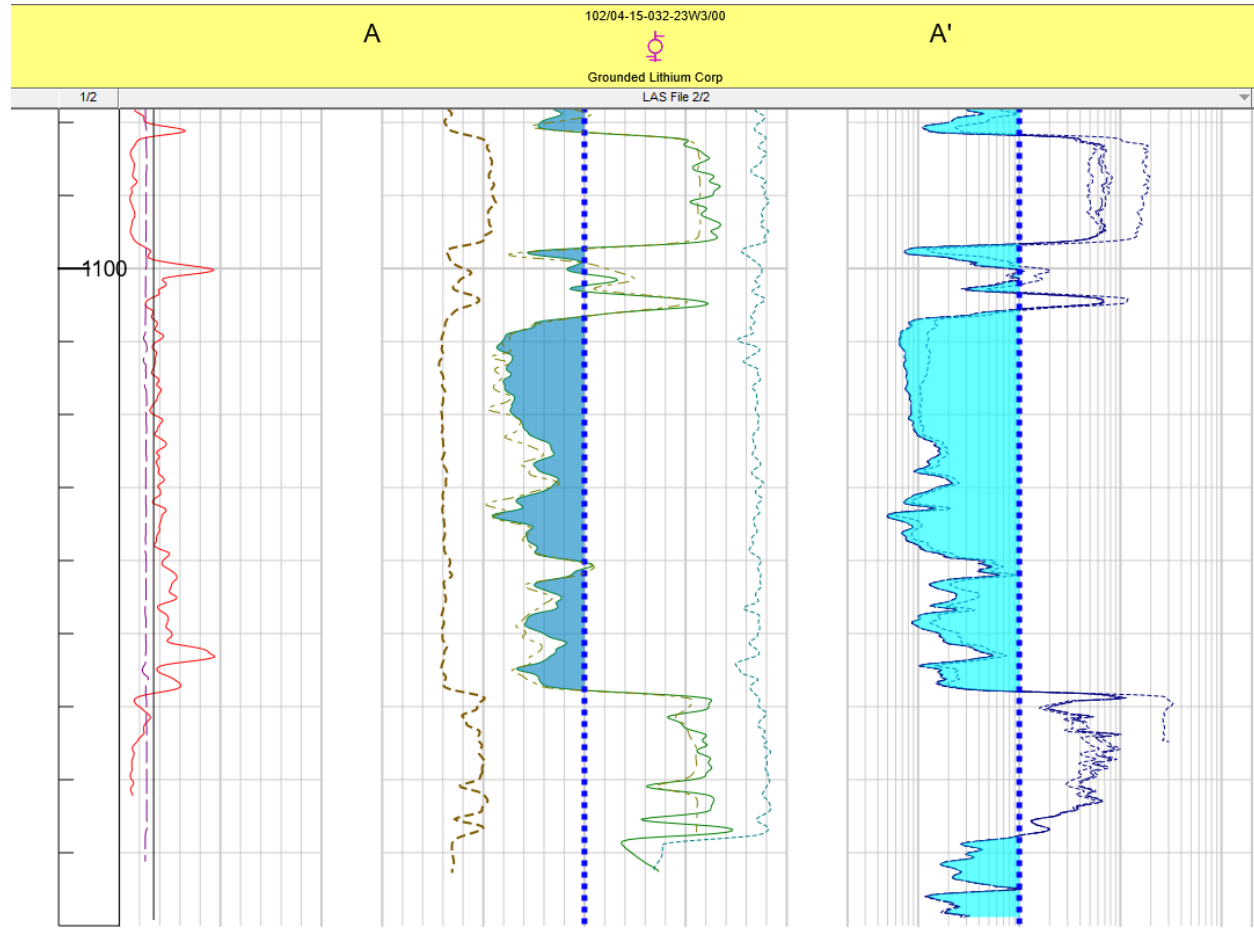 102/04-15-032-23W3/00
A
A'
Grounded Lithium Corp
1/2
LAS File 2/2
1100